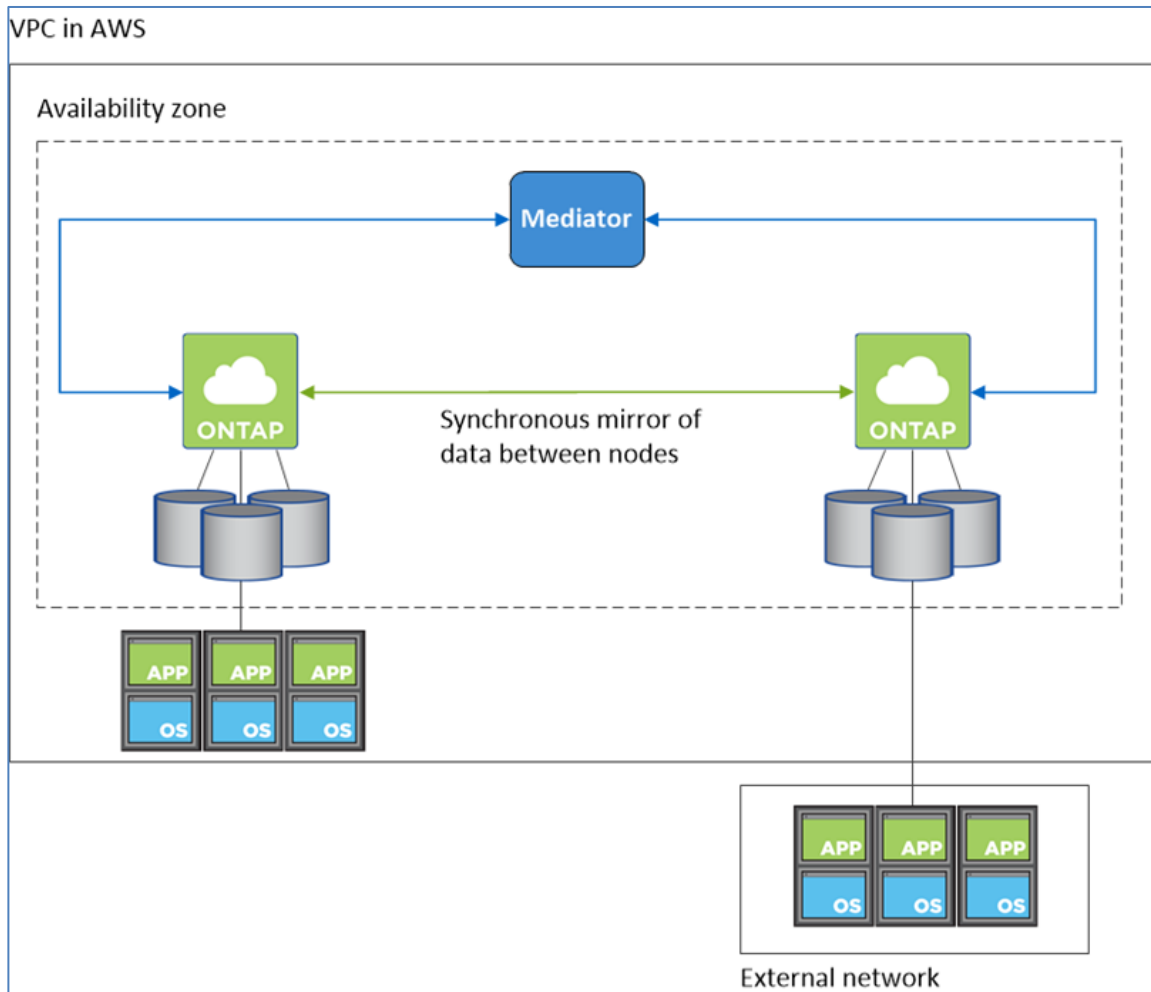 VPC in AWS
Availability zone
Mediator
ONTAP
ONTAP
Synchronous mirror of
data between nodes
APP
APP
APP
OS
OS
OS
APP
APP
APP
OS
OS
OS
External network